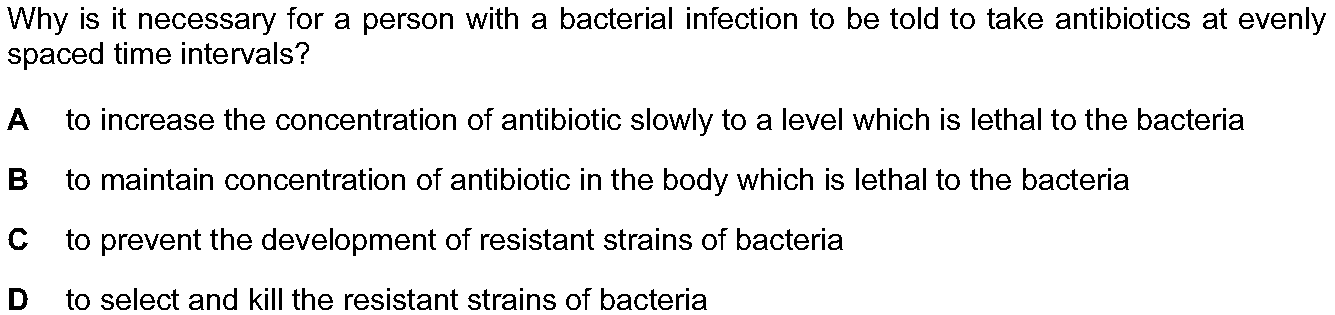 Why is it necessary for a person with a bacterial infection to be told to take antibiotics at evenly
spaced time intervals?
A to increase the concentration of antibiotic slowly to a level which is lethal to the bacteria
B to maintain concentration of antibiotic in the body which is lethal to the bacteria
C to prevent the development of resistant strains of bacteria
D to select and kill the resistant strains of bacteria